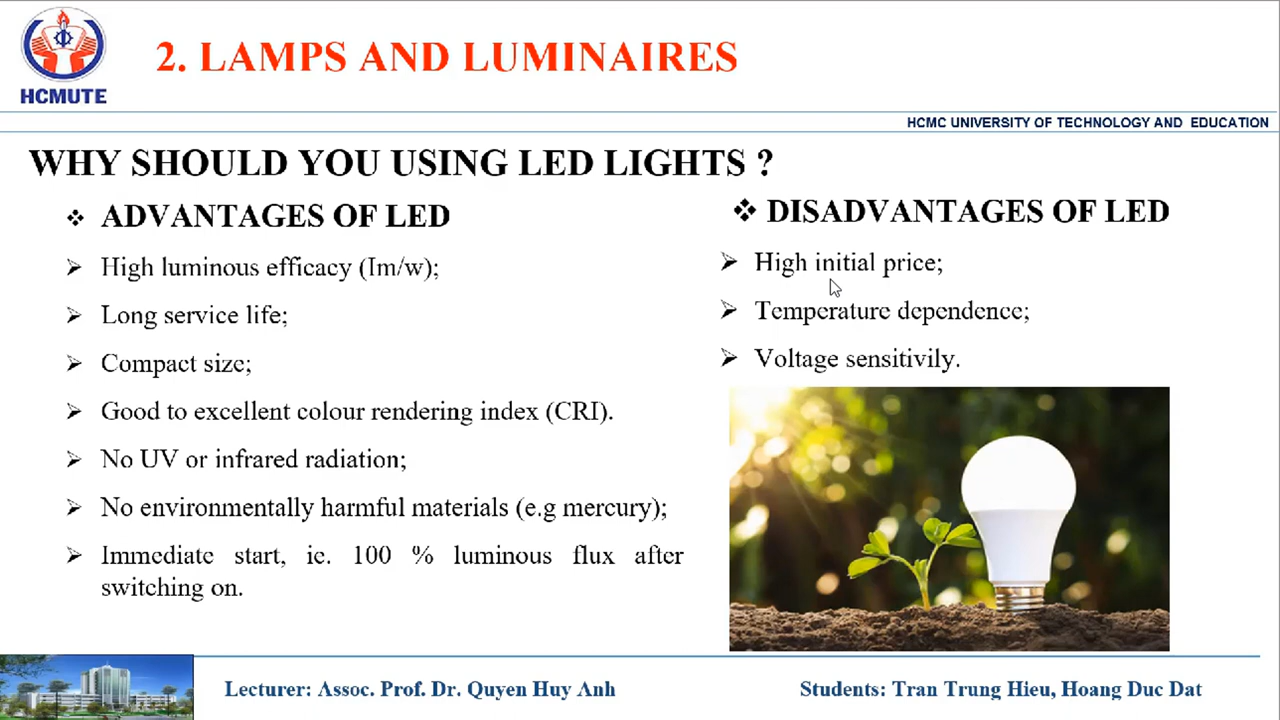 HCMUTE
2. LAMPS AND LUMINAIRES
HCMC UNIVERSITY OF TECHNOLOGY AND EDUCATION
WHY SHOULD YOU USING LED LIGHTS ?
❖ ADVANTAGES OF LED
➢ High luminous efficacy (Im/w);
➢ Long service life;
➢ Compact size;
➢ Good to excellent colour rendering index (CRI).
➢ No UV or infrared radiation;
➢ No environmentally harmful materials (e.g mercury);
➢ Immediate start, ie. 100 % luminous flux after
switching on.
❖ DISADVANTAGES OF LED
➢ High initial price;
➢ Temperature dependence;
➢ Voltage sensitivily.
Lecturer: Assoc. Prof. Dr. Quyen Huy Anh
Students: Tran Trung Hieu, Hoang Duc Dat